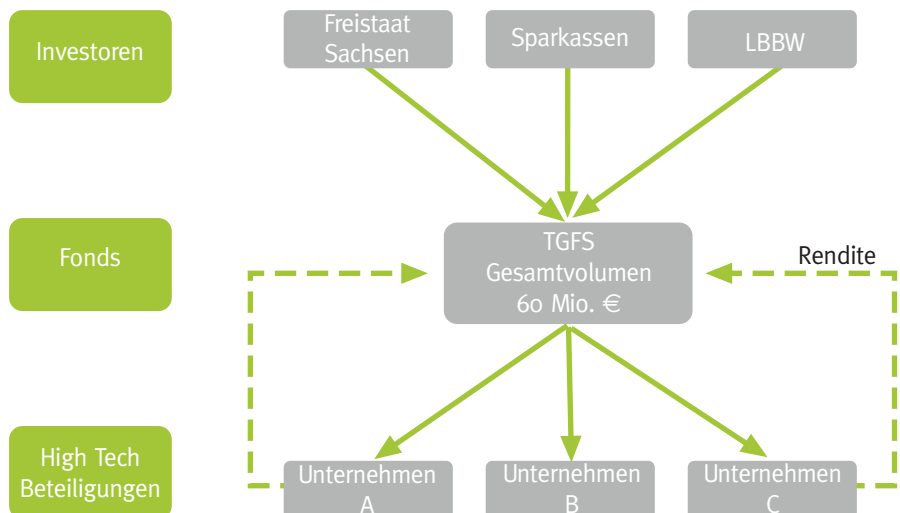 Investoren
Freistaat
Sachsen
Sparkassen
LBBW
Fonds
TGFS
Gesamtvolumen
60 Mio. €
Rendite
High Tech
Beteiligungen
Unternehmen
A
Unternehmen
B
Unternehmen
C